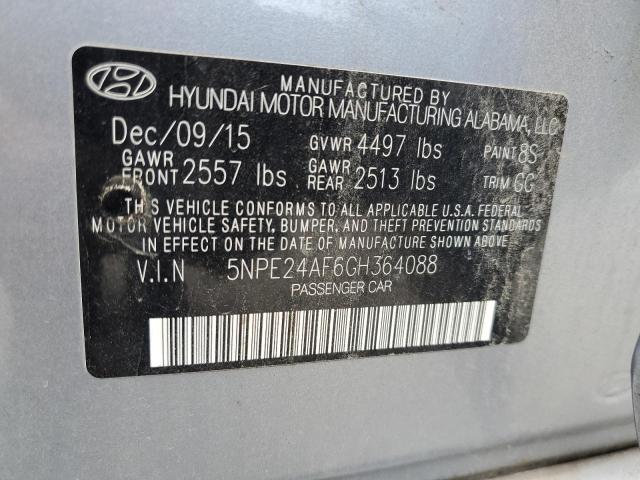 MANUFACTURED BY
HYUNDAI MOTOR MANUFACTURING ALABAMA, LLC
Dec/09/15 GVWR 4497 lbs PAINT 8S
GAWR FRONT 2557 lbs GAWR REAR 2513 lbs TRIM GG
THIS VEHICLE CONFORMS TO ALL APPLICABLE U.S.A. FEDERAL
MOTOR VEHICLE SAFETY, BUMPER, AND THEFT PREVENTION STANDARDS
IN EFFECT ON THE DATE OF MANUFACTURE SHOWN ABOVE.
V.I.N 5NPE24AF6GH364088
PASSENGER CAR